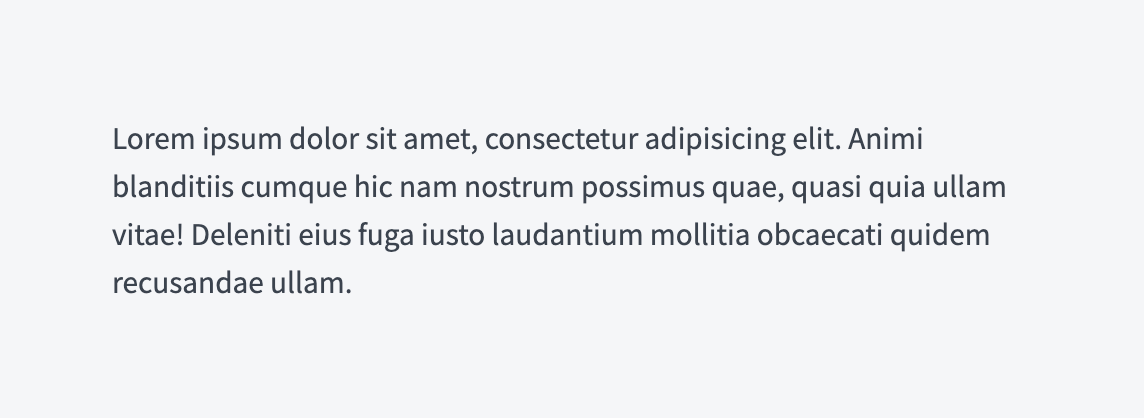 Lorem ipsum dolor sit amet, consectetur adipisicing elit. Animi
blanditiis cumque hic nam nostrum possimus quae, quasi quia ullam
vitae! Deleniti eius fuga iusto laudantium mollitia obcaecati quidem
recusandae ullam.